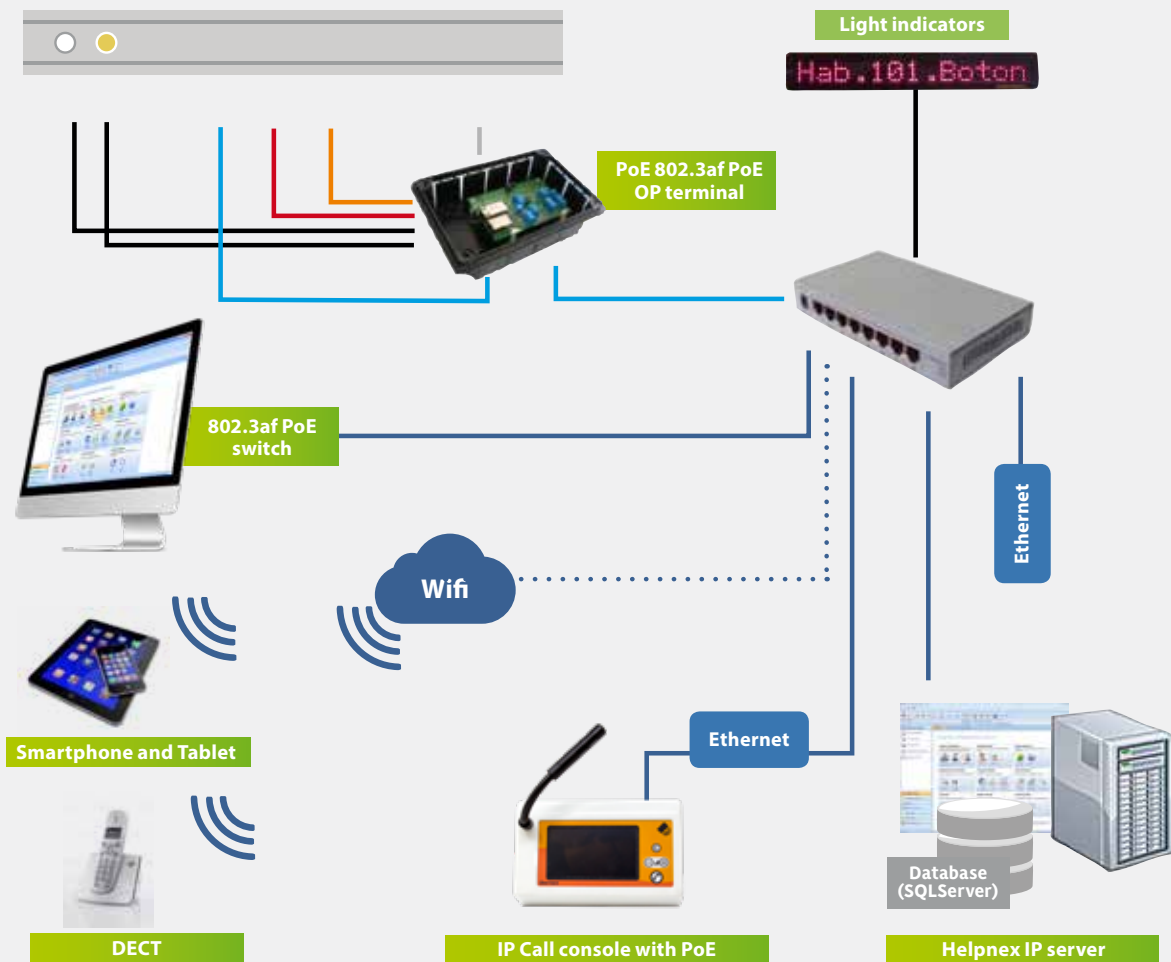 Light indicators
Hab.101.Boton
PoE 802.3af PoE
OP terminal
802.3af PoE
switch
Ethernet
Wifi
Smartphone and Tablet
Ethernet
Database
(SQLServer)
DECT
IP Call console with PoE
Helpnex IP server